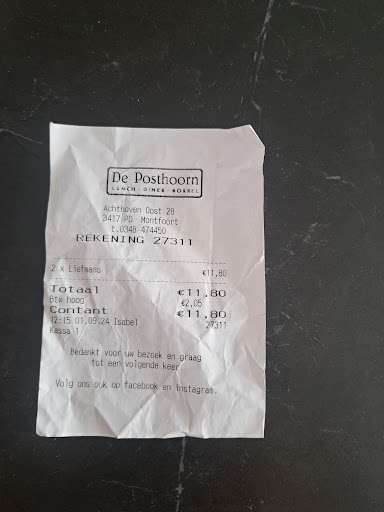 De Posthoorn
LUNCH · DINER · BORREL
Achthoven Oost 28
3417 PD Montfoort
t.0348 474450
REKENING 27311
2 x Liefmans €11,80
Totaal €11,80
Btw hoog €2,05
Contant €11,80
12:15 01.09.24 Isabel 27311
Kassa 1
Bedankt voor uw bezoek en graag
tot een volgende keer.
Volg ons ook op facebook en Instagram.